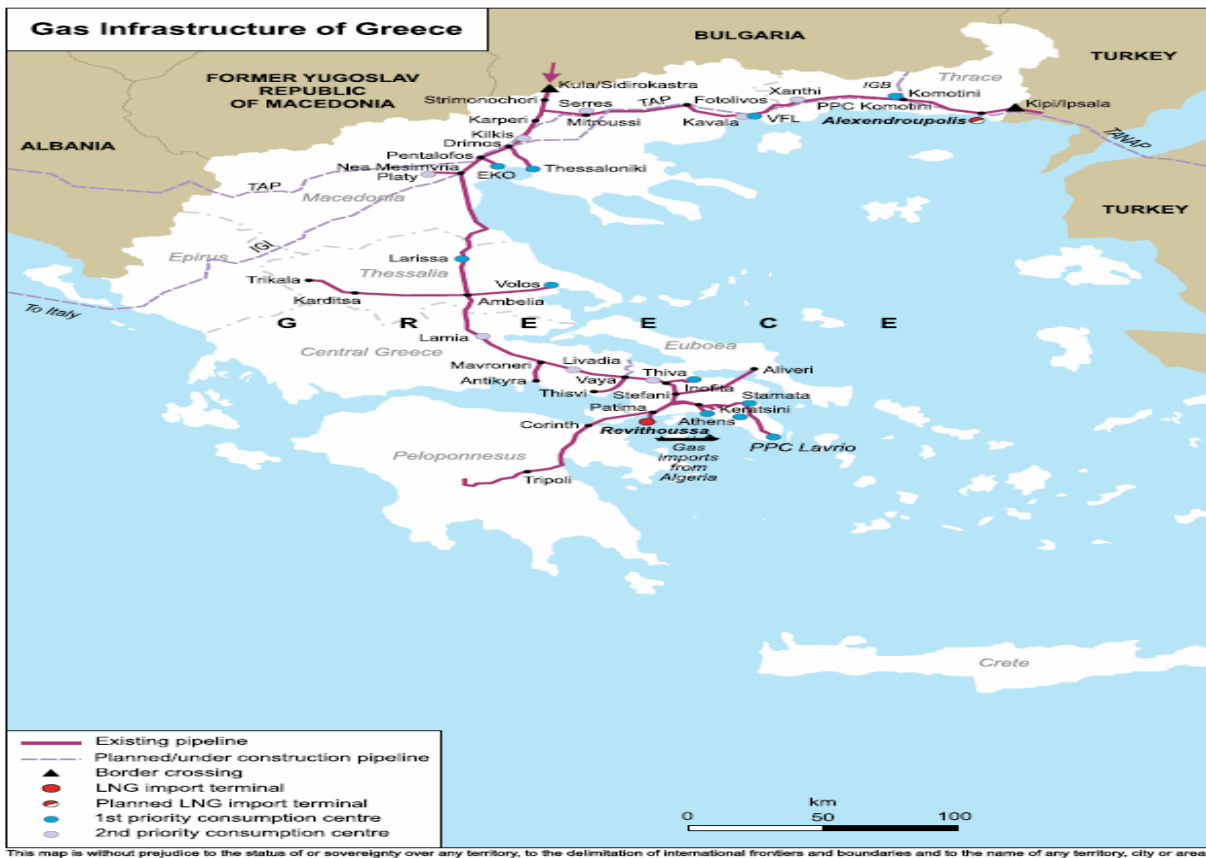 Gas Infrastructure of Greece
BULGARIA
TURKEY
FORMER YUGOSLAV
REPUBLIC
OF MACEDONIA
ALBANIA
Kula/Sidirokastra
Strimonochori
Serres
TAP
Fotolivos
Xanthi
IGB
Thrace
Komotini
PPC Komotini
Kipi/Ipsala
Karperi
Mitroussi
Kavala
VFL
Alexendroupolis
Kilkis
Drimos
TANAP
Pentalofos
Nea Mesimvria
Platy
EKO
Thessaloniki
TAP
Macedonia
TURKEY
Epirus
IGI
Larissa
Thessalia
Trikala
Volos
Karditsa
Ambelia
To Italy
G R E E C E
Lamia
Central Greece
Euboea
Mavroneri
Livadia
Thiva
Aliveri
Antikyra
Vaya
Inofita
Thisvi
Stefani
Stamata
Patima
Keratsini
Corinth
Revithoussa
Athens
Peloponnesus
Gas
imports
from
Algeria
PPC Lavrio
Tripoli
Crete
Existing pipeline
Planned/under construction pipeline
Border crossing
LNG import terminal
Planned LNG import terminal
1st priority consumption centre
2nd priority consumption centre
km
0 50 100
This map is without prejudice to the status of or sovereignty over any territory, to the delimitation of international frontiers and boundaries and to the name of any territory, city or area